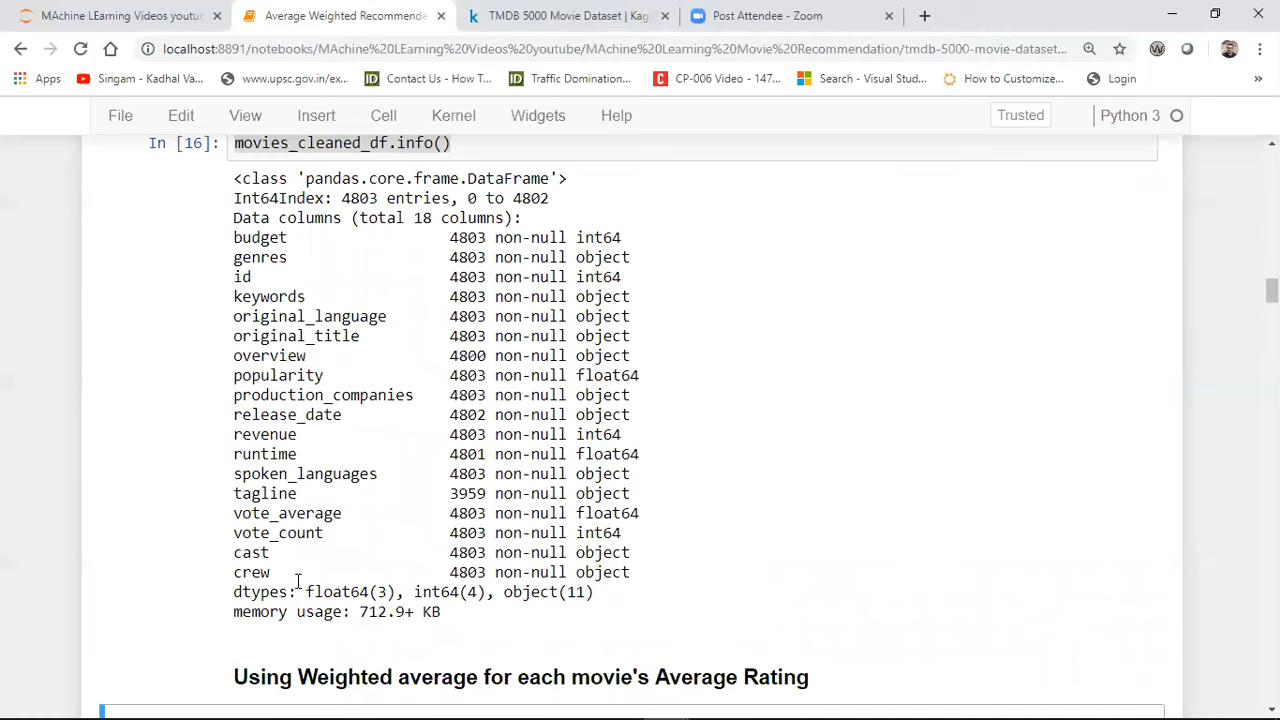 MAchine LEarning Videos youtu
Average Weighted Recommenda
TMDB 5000 Movie Dataset | Kag
Post Attendee - Zoom
localhost:8891/notebooks/MAchine%20LEarning%20Videos%20youtube/MAchine%20Learning%20Movie%20Recommendation/tmdb-5000-movie-dataset...
Apps
Singam - Kadhal Va...
www.upsc.gov.in/ex...
Contact Us - How T...
Traffic Domination...
CP-006 Video - 147...
Search - Visual Stud...
How to Customize...
Login
»
File Edit View Insert Cell Kernel Widgets Help
Trusted
Python 3
In [16]: movies_cleaned_df.info()
<class 'pandas.core.frame.DataFrame'>
Int64Index: 4803 entries, 0 to 4802
Data columns (total 18 columns):
budget 4803 non-null int64
genres 4803 non-null object
id 4803 non-null int64
keywords 4803 non-null object
original_language 4803 non-null object
original_title 4803 non-null object
overview 4800 non-null object
popularity 4803 non-null float64
production_companies 4803 non-null object
release_date 4802 non-null object
revenue 4803 non-null int64
runtime 4801 non-null float64
spoken_languages 4803 non-null object
tagline 3959 non-null object
vote_average 4803 non-null float64
vote_count 4803 non-null int64
cast 4803 non-null object
crew 4803 non-null object
dtypes: float64(3), int64(4), object(11)
memory usage: 712.9+ KB
Using Weighted average for each movie's Average Rating